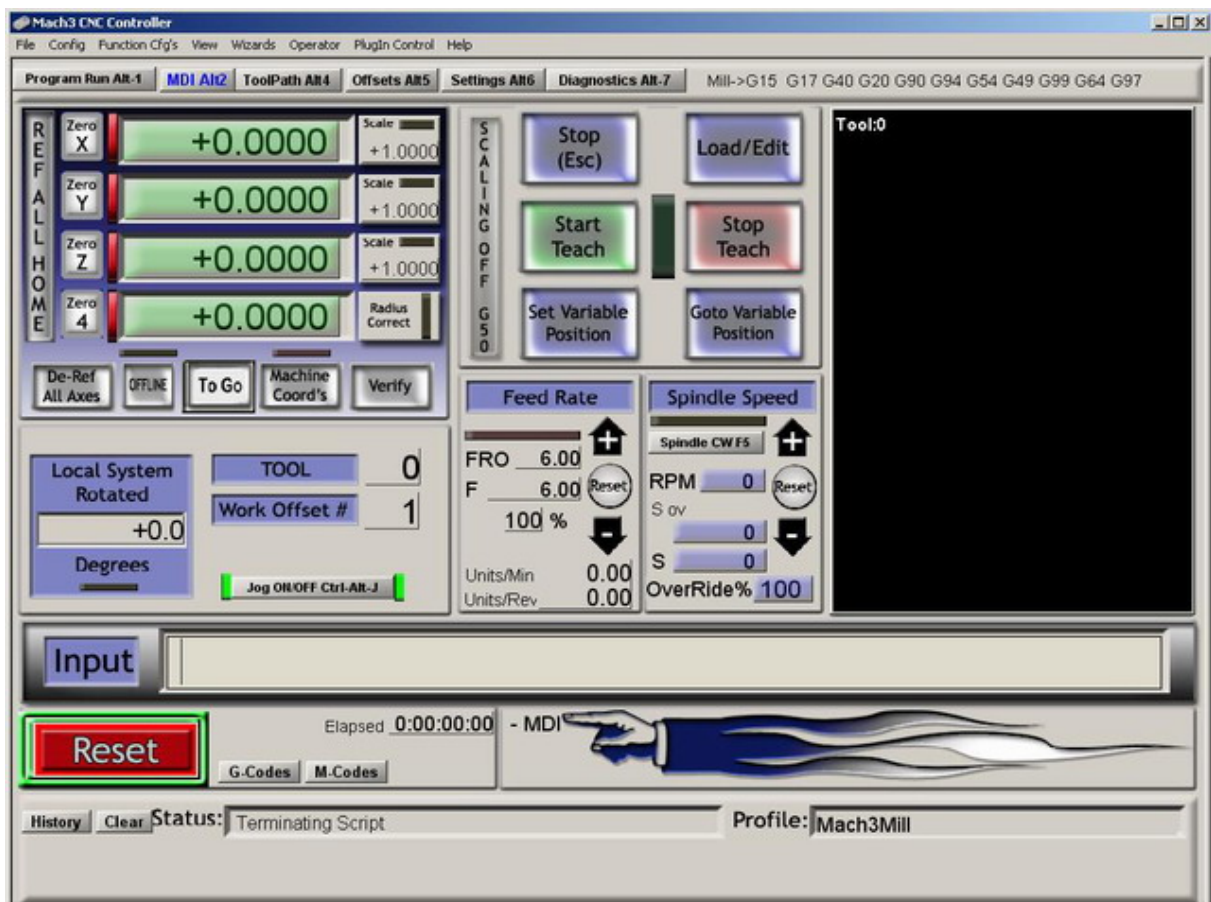 Mach3 CNC Controller
File Config Function Cfg's View Wizards Operator PlugIn Control Help
Program Run Alt-1 MDI Alt2 ToolPath Alt4 Offsets Alt5 Settings Alt6 Diagnostics Alt-7 Mill->G15 G17 G40 G20 G90 G94 G54 G49 G99 G64 G97
REF ALL HOME
Zero X +0.0000 Scale +1.0000
Zero Y +0.0000 Scale +1.0000
Zero Z +0.0000 Scale +1.0000
Zero 4 +0.0000 Radius Correct
De-Ref All Axes OFFLINE To Go Machine Coord's Verify
SCALING OFF G50
Stop (Esc) Load/Edit
Start Teach Stop Teach
Set Variable Position Goto Variable Position
Tool:0
Local System Rotated
+0.0
Degrees
TOOL 0
Work Offset # 1
Jog ON/OFF Ctrl-Alt-J
Feed Rate
FRO 6.00
F 6.00 Reset
100 %
Units/Min 0.00
Units/Rev 0.00
Spindle Speed
Spindle CW F5
RPM 0 Reset
S ov
0
S 0
OverRide% 100
Input
Reset
Elapsed 0:00:00:00
G-Codes M-Codes
- MDI
History Clear Status: Terminating Script Profile: Mach3Mill